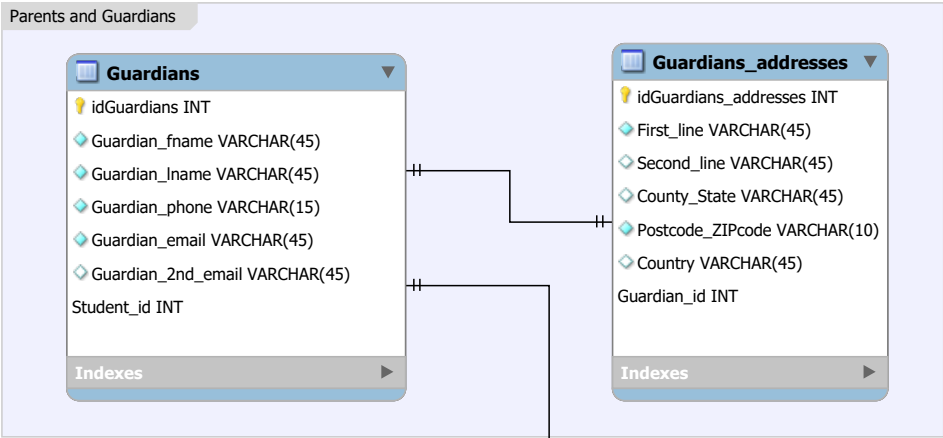 Parents and Guardians
Guardians
idGuardians INT
Guardian_fname VARCHAR(45)
Guardian_lname VARCHAR(45)
Guardian_phone VARCHAR(15)
Guardian_email VARCHAR(45)
Guardian_2nd_email VARCHAR(45)
Student_id INT
Indexes
Guardians_addresses
idGuardians_addresses INT
First_line VARCHAR(45)
Second_line VARCHAR(45)
County_State VARCHAR(45)
Postcode_ZIPcode VARCHAR(10)
Country VARCHAR(45)
Guardian_id INT
Indexes